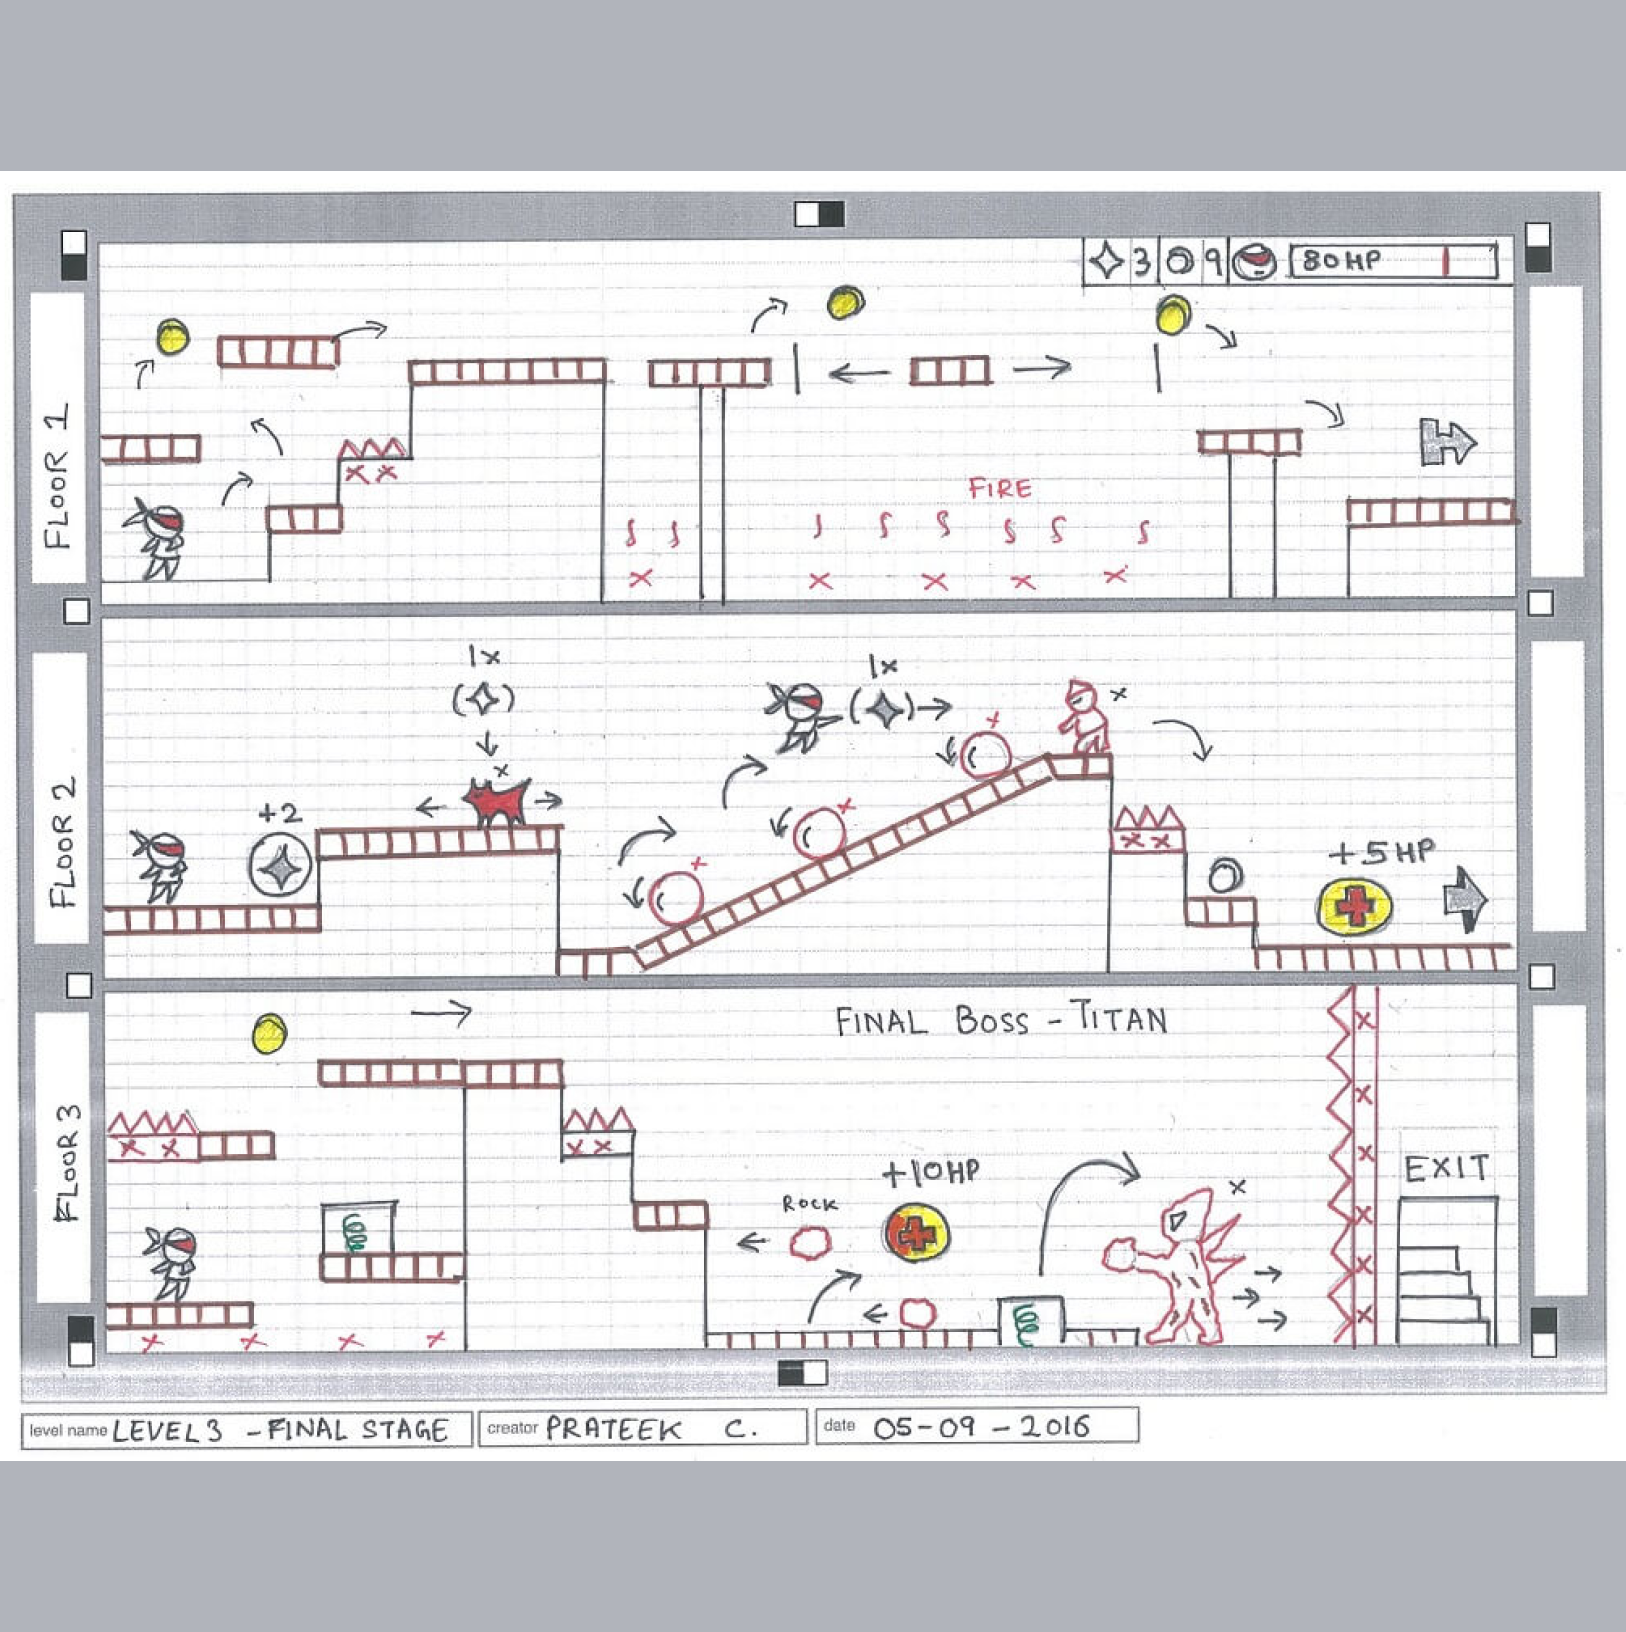 3 9 80HP
FLOOR 1
FIRE
FLOOR 2
1x
1x
+2
+5HP
FLOOR 3
FINAL BOSS - TITAN
+10HP
ROCK
EXIT
level name LEVEL 3 - FINAL STAGE
creator PRATEEK C.
date 05-09-2016